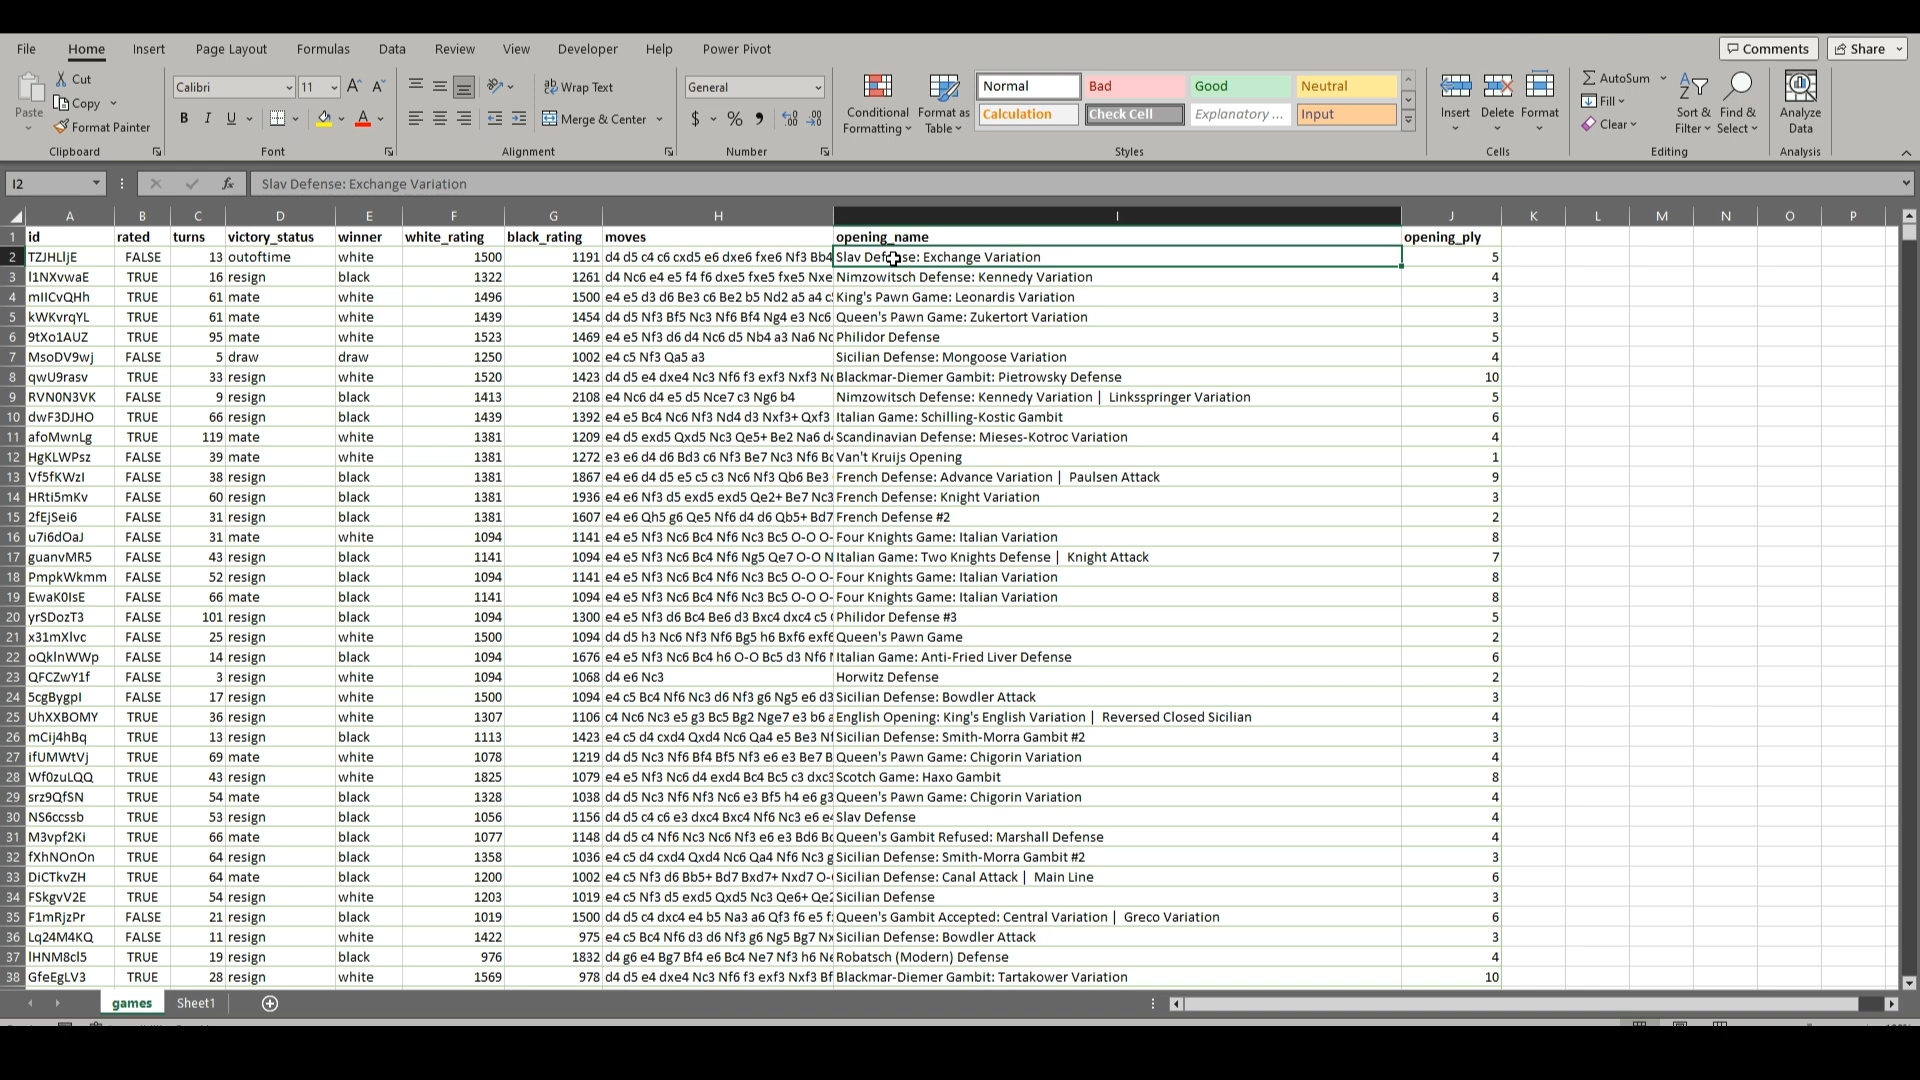 File Home Insert Page Layout Formulas Data Review View Developer Help Power Pivot Comments Share
Paste Cut Copy Format Painter Clipboard
Calibri 11 B I U A A Font
Wrap Text Merge & Center Alignment
General $ % Number
Conditional Formatting Format as Table Normal Bad Good Neutral Calculation Check Cell Explanatory ... Input Styles
Insert Delete Format Cells
AutoSum Fill Clear Sort & Filter Find & Select Editing
Analyze Data Analysis
I2 fx Slav Defense: Exchange Variation
A B C D E F G H I J K L M N O P
1 id rated turns victory_status winner white_rating black_rating moves opening_name opening_ply
2 TZJHLljE FALSE 13 outoftime white 1500 1191 d4 d5 c4 c6 cxd5 e6 dxe6 fxe6 Nf3 Bb4 Slav Defense: Exchange Variation 5
3 l1NXvwaE TRUE 16 resign black 1322 1261 d4 Nc6 e4 e5 f4 f6 dxe5 fxe5 fxe5 Nxe Nimzowitsch Defense: Kennedy Variation 4
4 mIICvQHh TRUE 61 mate white 1496 1500 e4 e5 d3 d6 Be3 c6 Be2 b5 Nd2 a5 a4 c King's Pawn Game: Leonardis Variation 3
5 kWKvrqYL TRUE 61 mate white 1439 1454 d4 d5 Nf3 Bf5 Nc3 Nf6 Bf4 Ng4 e3 Nc6 Queen's Pawn Game: Zukertort Variation 3
6 9tXo1AUZ TRUE 95 mate white 1523 1469 e4 e5 Nf3 d6 d4 Nc6 d5 Nb4 a3 Na6 Nc Philidor Defense 5
7 MsoDV9wj FALSE 5 draw draw 1250 1002 e4 c5 Nf3 Qa5 a3 Sicilian Defense: Mongoose Variation 4
8 qwU9rasv TRUE 33 resign white 1520 1423 d4 d5 e4 dxe4 Nc3 Nf6 f3 exf3 Nxf3 Nc Blackmar-Diemer Gambit: Pietrowsky Defense 10
9 RVN0N3VK FALSE 9 resign black 1413 2108 e4 Nc6 d4 e5 d5 Nce7 c3 Ng6 b4 Nimzowitsch Defense: Kennedy Variation | Linksspringer Variation 5
10 dwF3DJHO TRUE 66 resign black 1439 1392 e4 e5 Bc4 Nc6 Nf3 Nd4 d3 Nxf3+ Qxf3 Italian Game: Schilling-Kostic Gambit 6
11 afoMwnLg TRUE 119 mate white 1381 1209 e4 d5 exd5 Qxd5 Nc3 Qe5+ Be2 Na6 d Scandinavian Defense: Mieses-Kotroc Variation 4
12 HgKLWPsz FALSE 39 mate white 1381 1272 e3 e6 d4 d6 Bd3 c6 Nf3 Be7 Nc3 Nf6 Bd Van't Kruijs Opening 1
13 Vf5fKWzI FALSE 38 resign black 1381 1867 e4 e6 d4 d5 e5 c5 c3 Nc6 Nf3 Qb6 Be3 French Defense: Advance Variation | Paulsen Attack 9
14 HRti5mKv FALSE 60 resign black 1381 1936 e4 e6 Nf3 d5 exd5 exd5 Qe2+ Be7 Nc3 French Defense: Knight Variation 3
15 2fEjSei6 FALSE 31 resign black 1381 1607 e4 e6 Qh5 g6 Qe5 Nf6 d4 d6 Qb5+ Bd7 French Defense #2 2
16 u7i6dOaJ FALSE 31 mate white 1094 1141 e4 e5 Nf3 Nc6 Bc4 Nf6 Nc3 Bc5 O-O O- Four Knights Game: Italian Variation 8
17 guanvMR5 FALSE 43 resign black 1141 1094 e4 e5 Nf3 Nc6 Bc4 Nf6 Ng5 Qe7 O-O N Italian Game: Two Knights Defense | Knight Attack 7
18 PmpkWkmm FALSE 52 resign black 1094 1141 e4 e5 Nf3 Nc6 Bc4 Nf6 Nc3 Bc5 O-O O- Four Knights Game: Italian Variation 8
19 EwaK0IsE FALSE 66 mate black 1141 1094 e4 e5 Nf3 Nc6 Bc4 Nf6 Nc3 Bc5 O-O O- Four Knights Game: Italian Variation 8
20 yrSDozT3 FALSE 101 resign black 1094 1300 e4 e5 Nf3 d6 Bc4 Be6 d3 Bxc4 dxc4 c5 Philidor Defense #3 5
21 x31mXlvc FALSE 25 resign white 1500 1094 d4 d5 h3 Nc6 Nf3 Nf6 Bg5 h6 Bxf6 exf6 Queen's Pawn Game 2
22 oQklnWWp FALSE 14 resign black 1094 1676 e4 e5 Nf3 Nc6 Bc4 h6 O-O Bc5 d3 Nf6 Italian Game: Anti-Fried Liver Defense 6
23 QFCZwY1f FALSE 3 resign white 1094 1068 d4 e6 Nc3 Horwitz Defense 2
24 5cgBygpI FALSE 17 resign white 1500 1094 e4 c5 Bc4 Nf6 Nc3 d6 Nf3 g6 Ng5 e6 d3 Sicilian Defense: Bowdler Attack 3
25 UhXXBOMY TRUE 36 resign white 1307 1106 c4 Nc6 Nc3 e5 g3 Bc5 Bg2 Nge7 e3 b6 a English Opening: King's English Variation | Reversed Closed Sicilian 4
26 mCij4hBq TRUE 13 resign black 1113 1423 e4 c5 d4 cxd4 Qxd4 Nc6 Qa4 e5 Be3 Nf Sicilian Defense: Smith-Morra Gambit #2 3
27 ifUMWtVj TRUE 69 mate white 1078 1219 d4 d5 Nc3 Nf6 Bf4 Bf5 Nf3 e6 e3 Be7 B Queen's Pawn Game: Chigorin Variation 4
28 Wf0zuLQQ TRUE 43 resign white 1825 1079 e4 e5 Nf3 Nc6 d4 exd4 Bc4 Bc5 c3 dxc3 Scotch Game: Haxo Gambit 8
29 srz9QfSN TRUE 54 mate black 1328 1038 d4 d5 Nc3 Nf6 Nf3 Nc6 e3 Bf5 h4 e6 g3 Queen's Pawn Game: Chigorin Variation 4
30 NS6ccssb TRUE 53 resign black 1056 1156 d4 d5 c4 c6 e3 dxc4 Bxc4 Nf6 Nc3 e6 e4 Slav Defense 4
31 M3vpf2Ki TRUE 66 mate black 1077 1148 d4 d5 c4 Nf6 Nc3 Nc6 Nf3 e6 e3 Bd6 Bd Queen's Gambit Refused: Marshall Defense 4
32 fXhNOnOn TRUE 64 resign black 1358 1036 e4 c5 d4 cxd4 Qxd4 Nc6 Qa4 Nf6 Nc3 g Sicilian Defense: Smith-Morra Gambit #2 3
33 DiCTkvZH TRUE 64 mate black 1200 1002 e4 c5 Nf3 d6 Bb5+ Bd7 Bxd7+ Nxd7 O- Sicilian Defense: Canal Attack | Main Line 6
34 FSkgvV2E TRUE 54 resign white 1203 1019 e4 c5 Nf3 d5 exd5 Qxd5 Nc3 Qe6+ Qe2 Sicilian Defense 3
35 F1mRjzPr FALSE 21 resign black 1019 1500 d4 d5 c4 dxc4 e4 b5 Na3 a6 Qf3 f6 e5 f Queen's Gambit Accepted: Central Variation | Greco Variation 6
36 Lq24M4KQ FALSE 11 resign white 1422 975 e4 c5 Bc4 Nf6 d3 d6 Nf3 g6 Ng5 Bg7 Nx Sicilian Defense: Bowdler Attack 3
37 lHNM8cl5 TRUE 19 resign black 976 1832 d4 g6 e4 Bg7 Bf4 e6 Bc4 Ne7 Nf3 h6 Ne Robatsch (Modern) Defense 4
38 GfeEgLV3 TRUE 28 resign white 1569 978 d4 d5 e4 dxe4 Nc3 Nf6 f3 exf3 Nxf3 Bf Blackmar-Diemer Gambit: Tartakower Variation 10
games Sheet1